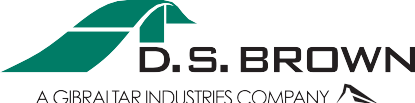 D.S. BROWN
A GIBRALTAR INDUSTRIES COMPANY